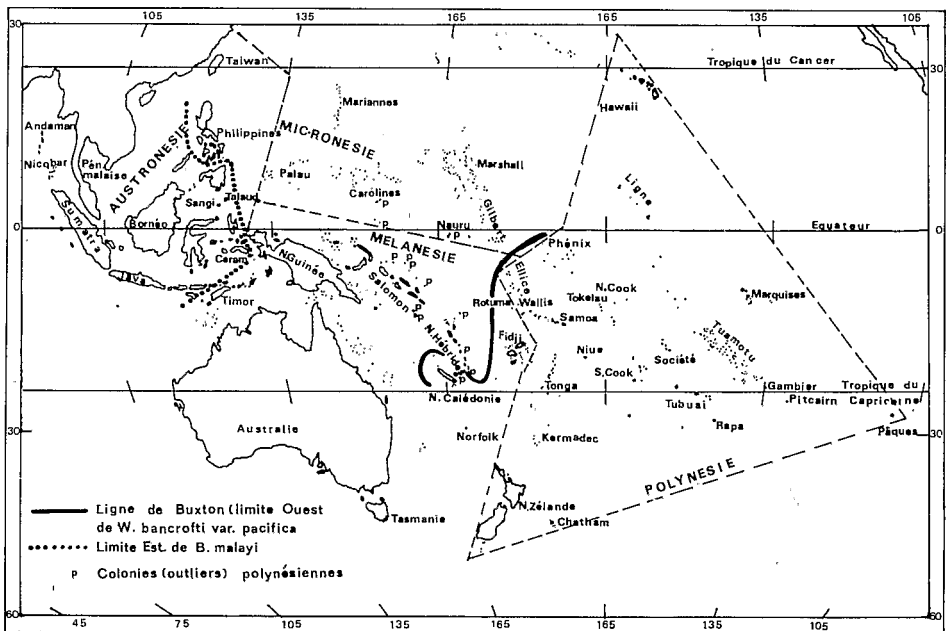 105 165 165 135 105
30
Taiwan
Tropique du Cancer
30
Hawaii
Mariannes
Andaman
Philippines
MICRONESIE
Nicobar
Pén.
malaise
AUSTRONESIE
Palau
Marshall
Carolines
Ligne
Sangi
Talaud
Sumatra
Bornéo
Gilbert
Nauru
Equateur
0
0
MELANESIE
Phénix
Ceram
N.Guinée
Java
Ellice
Salomon
N.Cook
Timor
Rotuma
Wallis
Tokelau
Marquises
Samoa
N.Hébrides
Fidji
Tuamotu
Niue
Société
S.Cook
Tonga
Gambier
Tropique du
N. Calédonie
Pitcairn
Capricorne
Tubuai
Australie
Norfolk
Kermadec
Rapa
30
Pâques
30
POLYNESIE
N.Zélande
Tasmanie
Chatham
Ligne de Buxton (limite Ouest
de W. bancrofti var. pacifica
Limite Est. de B. malayi
P Colonies (outliers) polynésiennes
60
60
45 75 105 135 165 165 135 105